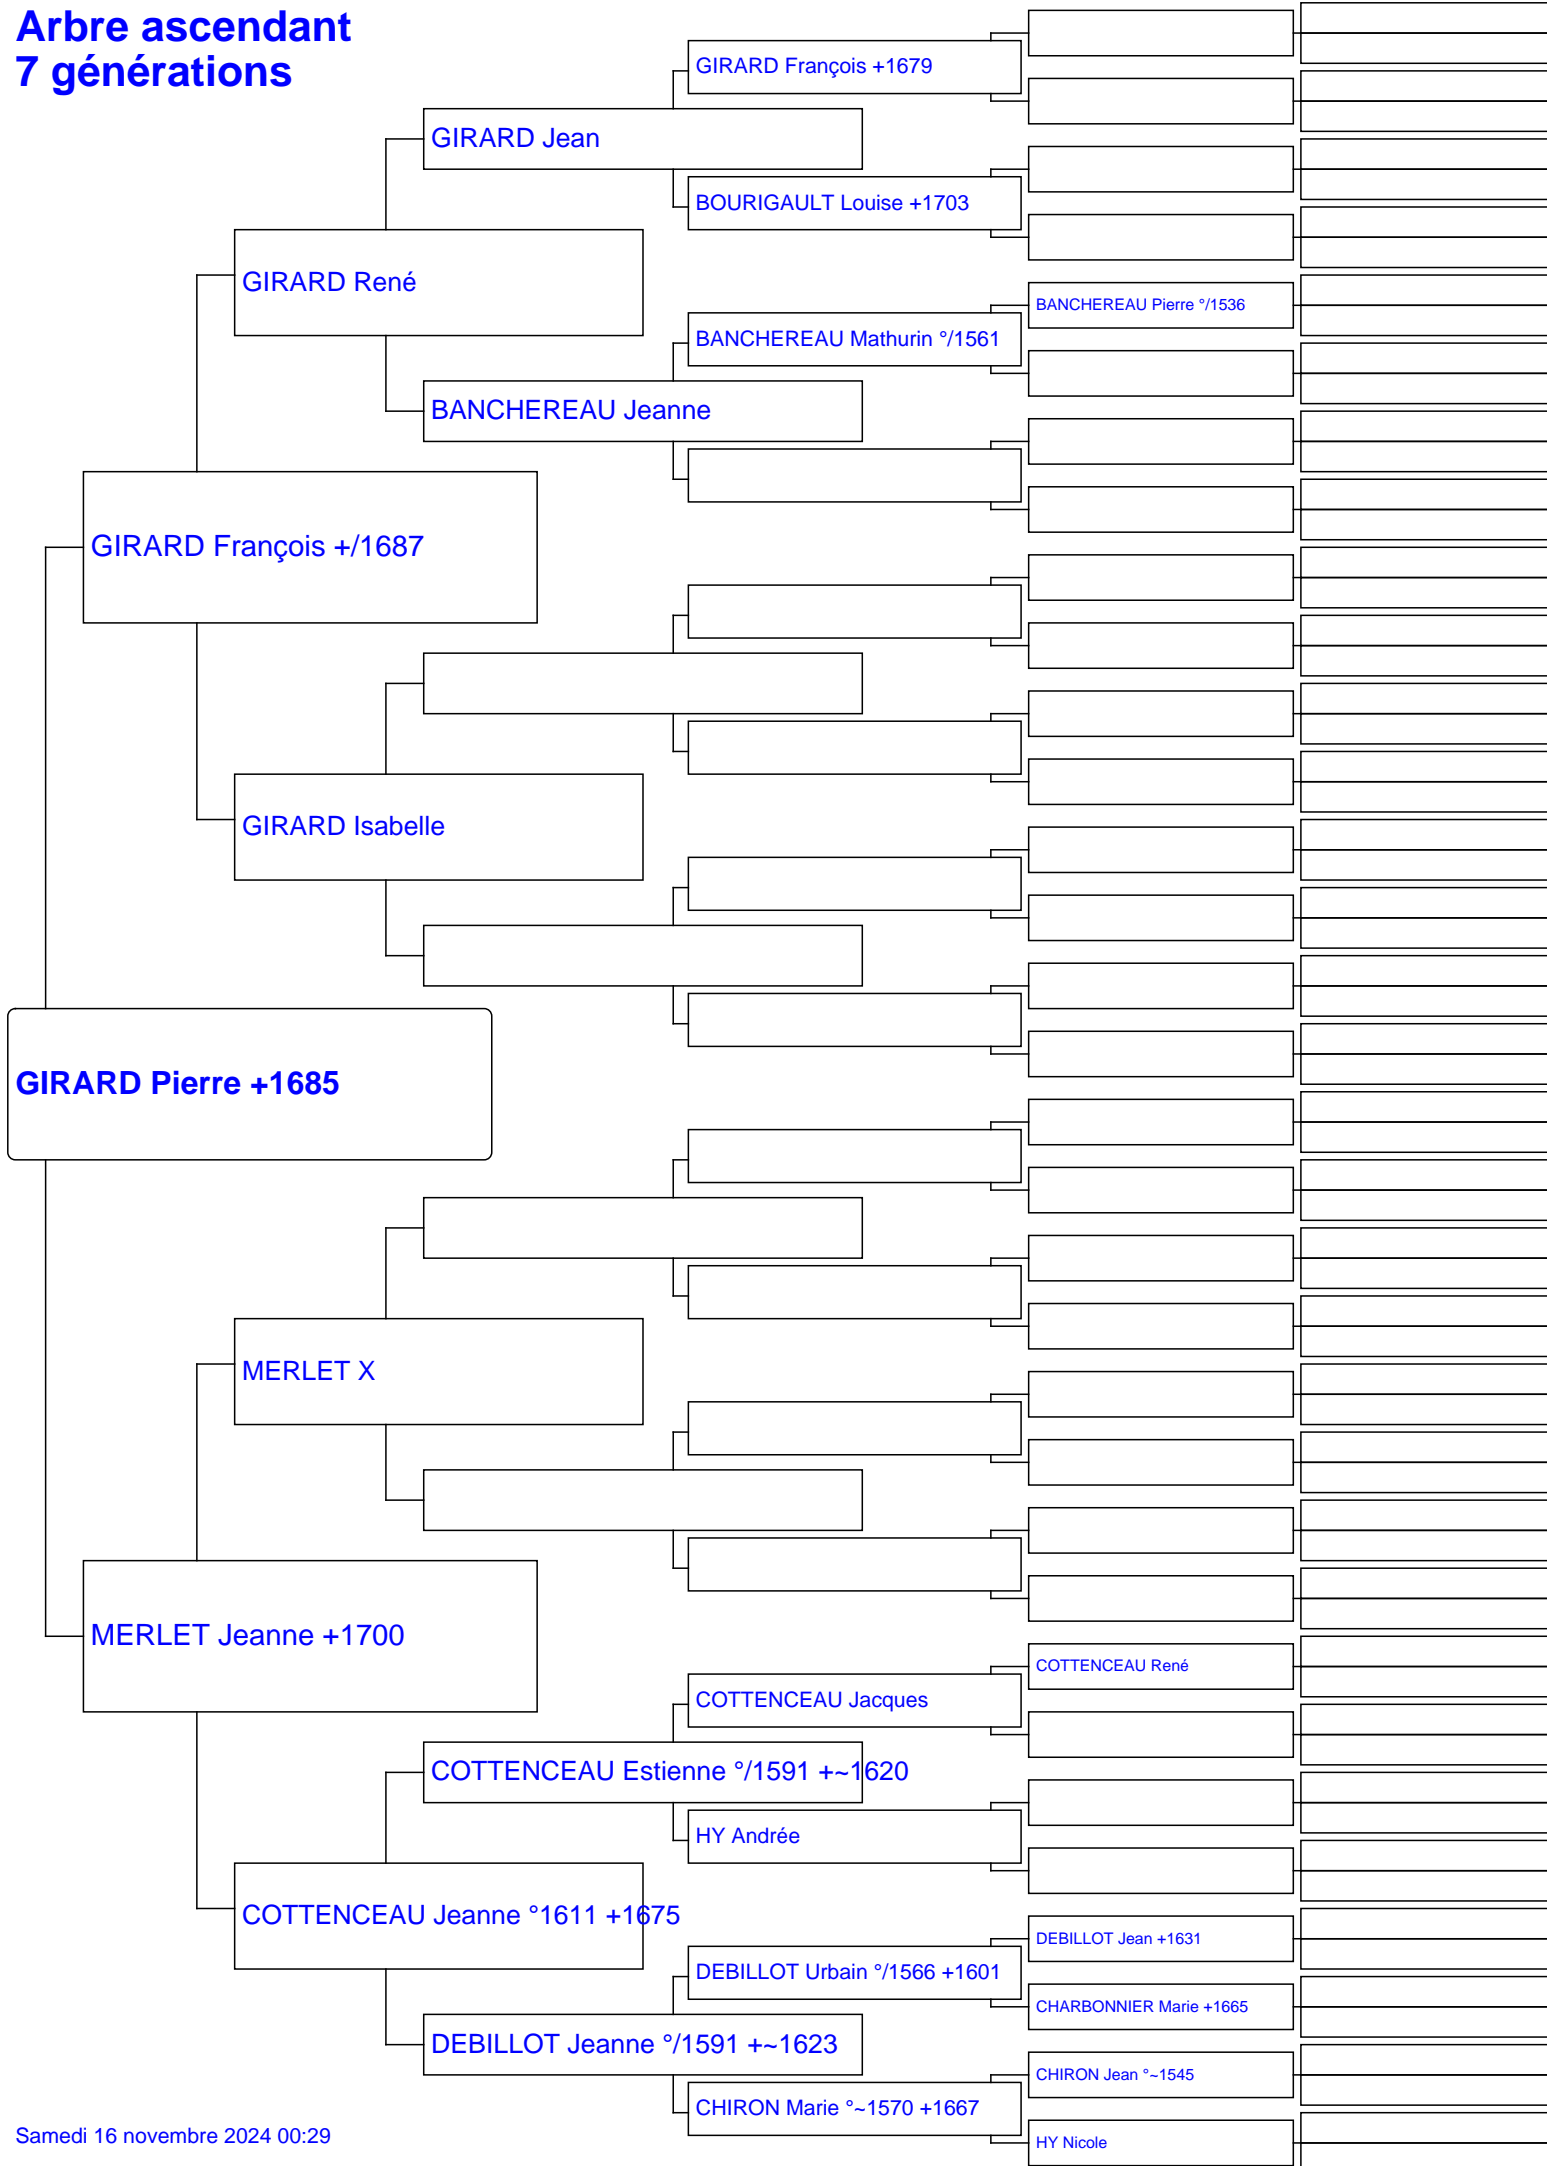 Arbre ascendant
7 générations
GIRARD François +1679
GIRARD Jean
BOURIGAULT Louise +1703
GIRARD René
BANCHEREAU Pierre °/1536
BANCHEREAU Mathurin °/1561
BANCHEREAU Jeanne
GIRARD François +/1687
GIRARD Isabelle
GIRARD Pierre +1685
MERLET X
MERLET Jeanne +1700
COTTENCEAU René
COTTENCEAU Jacques
COTTENCEAU Estienne °/1591 +~1620
HY Andrée
COTTENCEAU Jeanne °1611 +1675
DEBILLOT Jean +1631
DEBILLOT Urbain °/1566 +1601
CHARBONNIER Marie +1665
DEBILLOT Jeanne °/1591 +~1623
CHIRON Jean °~1545
CHIRON Marie °~1570 +1667
HY Nicole
Samedi 16 novembre 2024 00:29